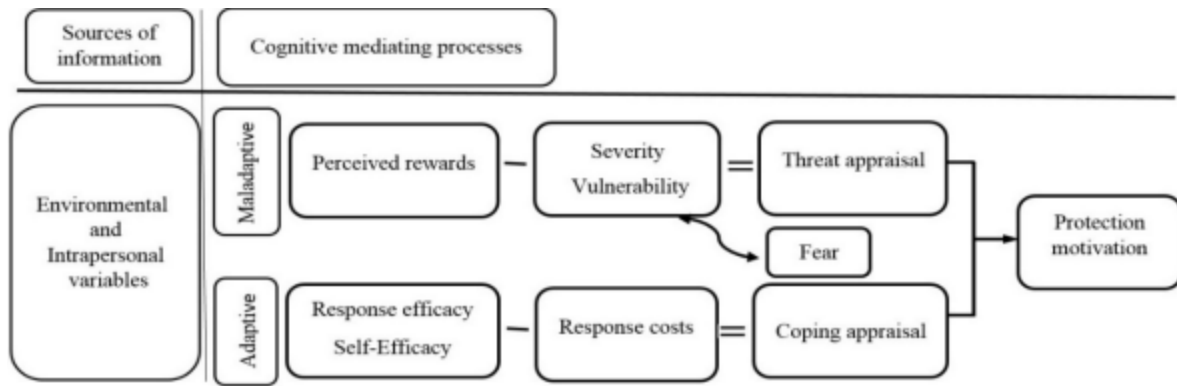 Sources of
information
Cognitive mediating processes
Environmental
and
Intrapersonal
variables
Maladaptive
Perceived rewards
Severity
Vulnerability
Threat appraisal
Fear
Adaptive
Response efficacy
Self-Efficacy
Response costs
Coping appraisal
Protection
motivation